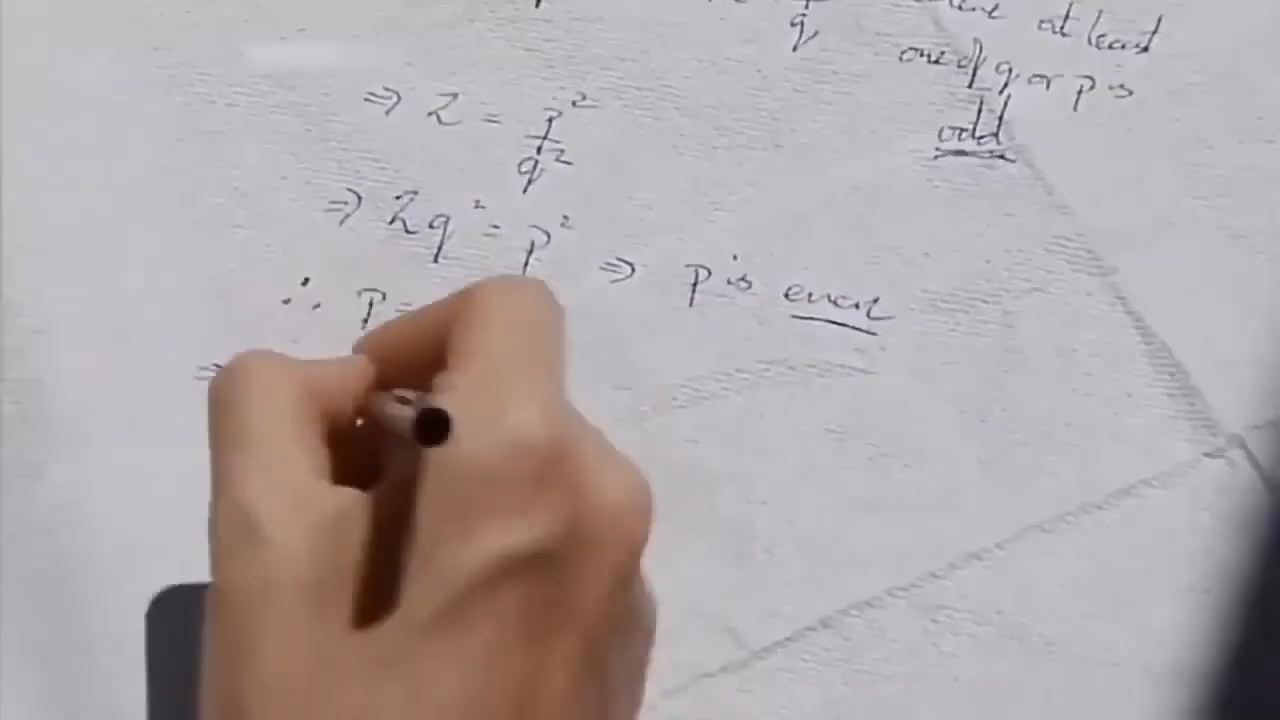 at least
q
one of q or p is
odd
⇒ 2 = p²/q²
⇒ 2q² = p² ⇒ p is even
∴ p =
⇒